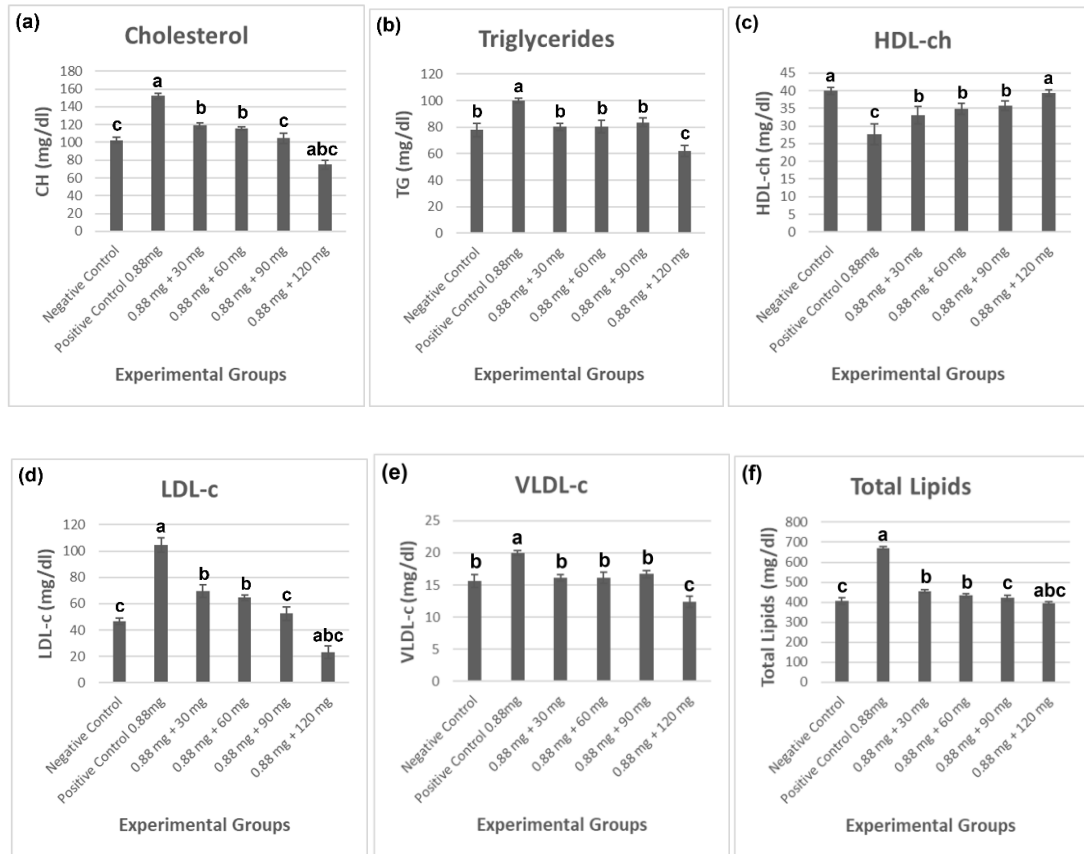 (a)
Cholesterol
CH (mg/dl)
180
160
140
120
100
80
60
40
20
0
c
a
b
b
c
abc
Negative Control
Positive Control 0.88mg
0.88 mg + 30 mg
0.88 mg + 60 mg
0.88 mg + 90 mg
0.88 mg + 120 mg
Experimental Groups
(b)
Triglycerides
TG (mg/dl)
120
100
80
60
40
20
0
b
a
b
b
b
c
Negative Control
Positive Control 0.88mg
0.88 mg + 30 mg
0.88 mg + 60 mg
0.88 mg + 90 mg
0.88 mg + 120 mg
Experimental Groups
(c)
HDL-ch
HDL-ch (mg/dl)
45
40
35
30
25
20
15
10
5
0
a
c
b
b
b
a
Negative Control
Positive Control 0.88mg
0.88 mg + 30 mg
0.88 mg + 60 mg
0.88 mg + 90 mg
0.88 mg + 120 mg
Experimental Groups
(d)
LDL-c
LDL-c (mg/dl)
120
100
80
60
40
20
0
c
a
b
b
c
abc
Negative Control
Positive Control 0.88mg
0.88 mg + 30 mg
0.88 mg + 60 mg
0.88 mg + 90 mg
0.88 mg + 120 mg
Experimental Groups
(e)
VLDL-c
VLDL-c (mg/dl)
25
20
15
10
5
0
b
a
b
b
b
c
Negative Control
Positive Control 0.88mg
0.88 mg + 30 mg
0.88 mg + 60 mg
0.88 mg + 90 mg
0.88 mg + 120 mg
Experimental Groups
(f)
Total Lipids
Total Lipids (mg/dl)
800
700
600
500
400
300
200
100
0
c
a
b
b
c
abc
Negative Control
Positive Control 0.88mg
0.88 mg + 30 mg
0.88 mg + 60 mg
0.88 mg + 90 mg
0.88 mg + 120 mg
Experimental Groups